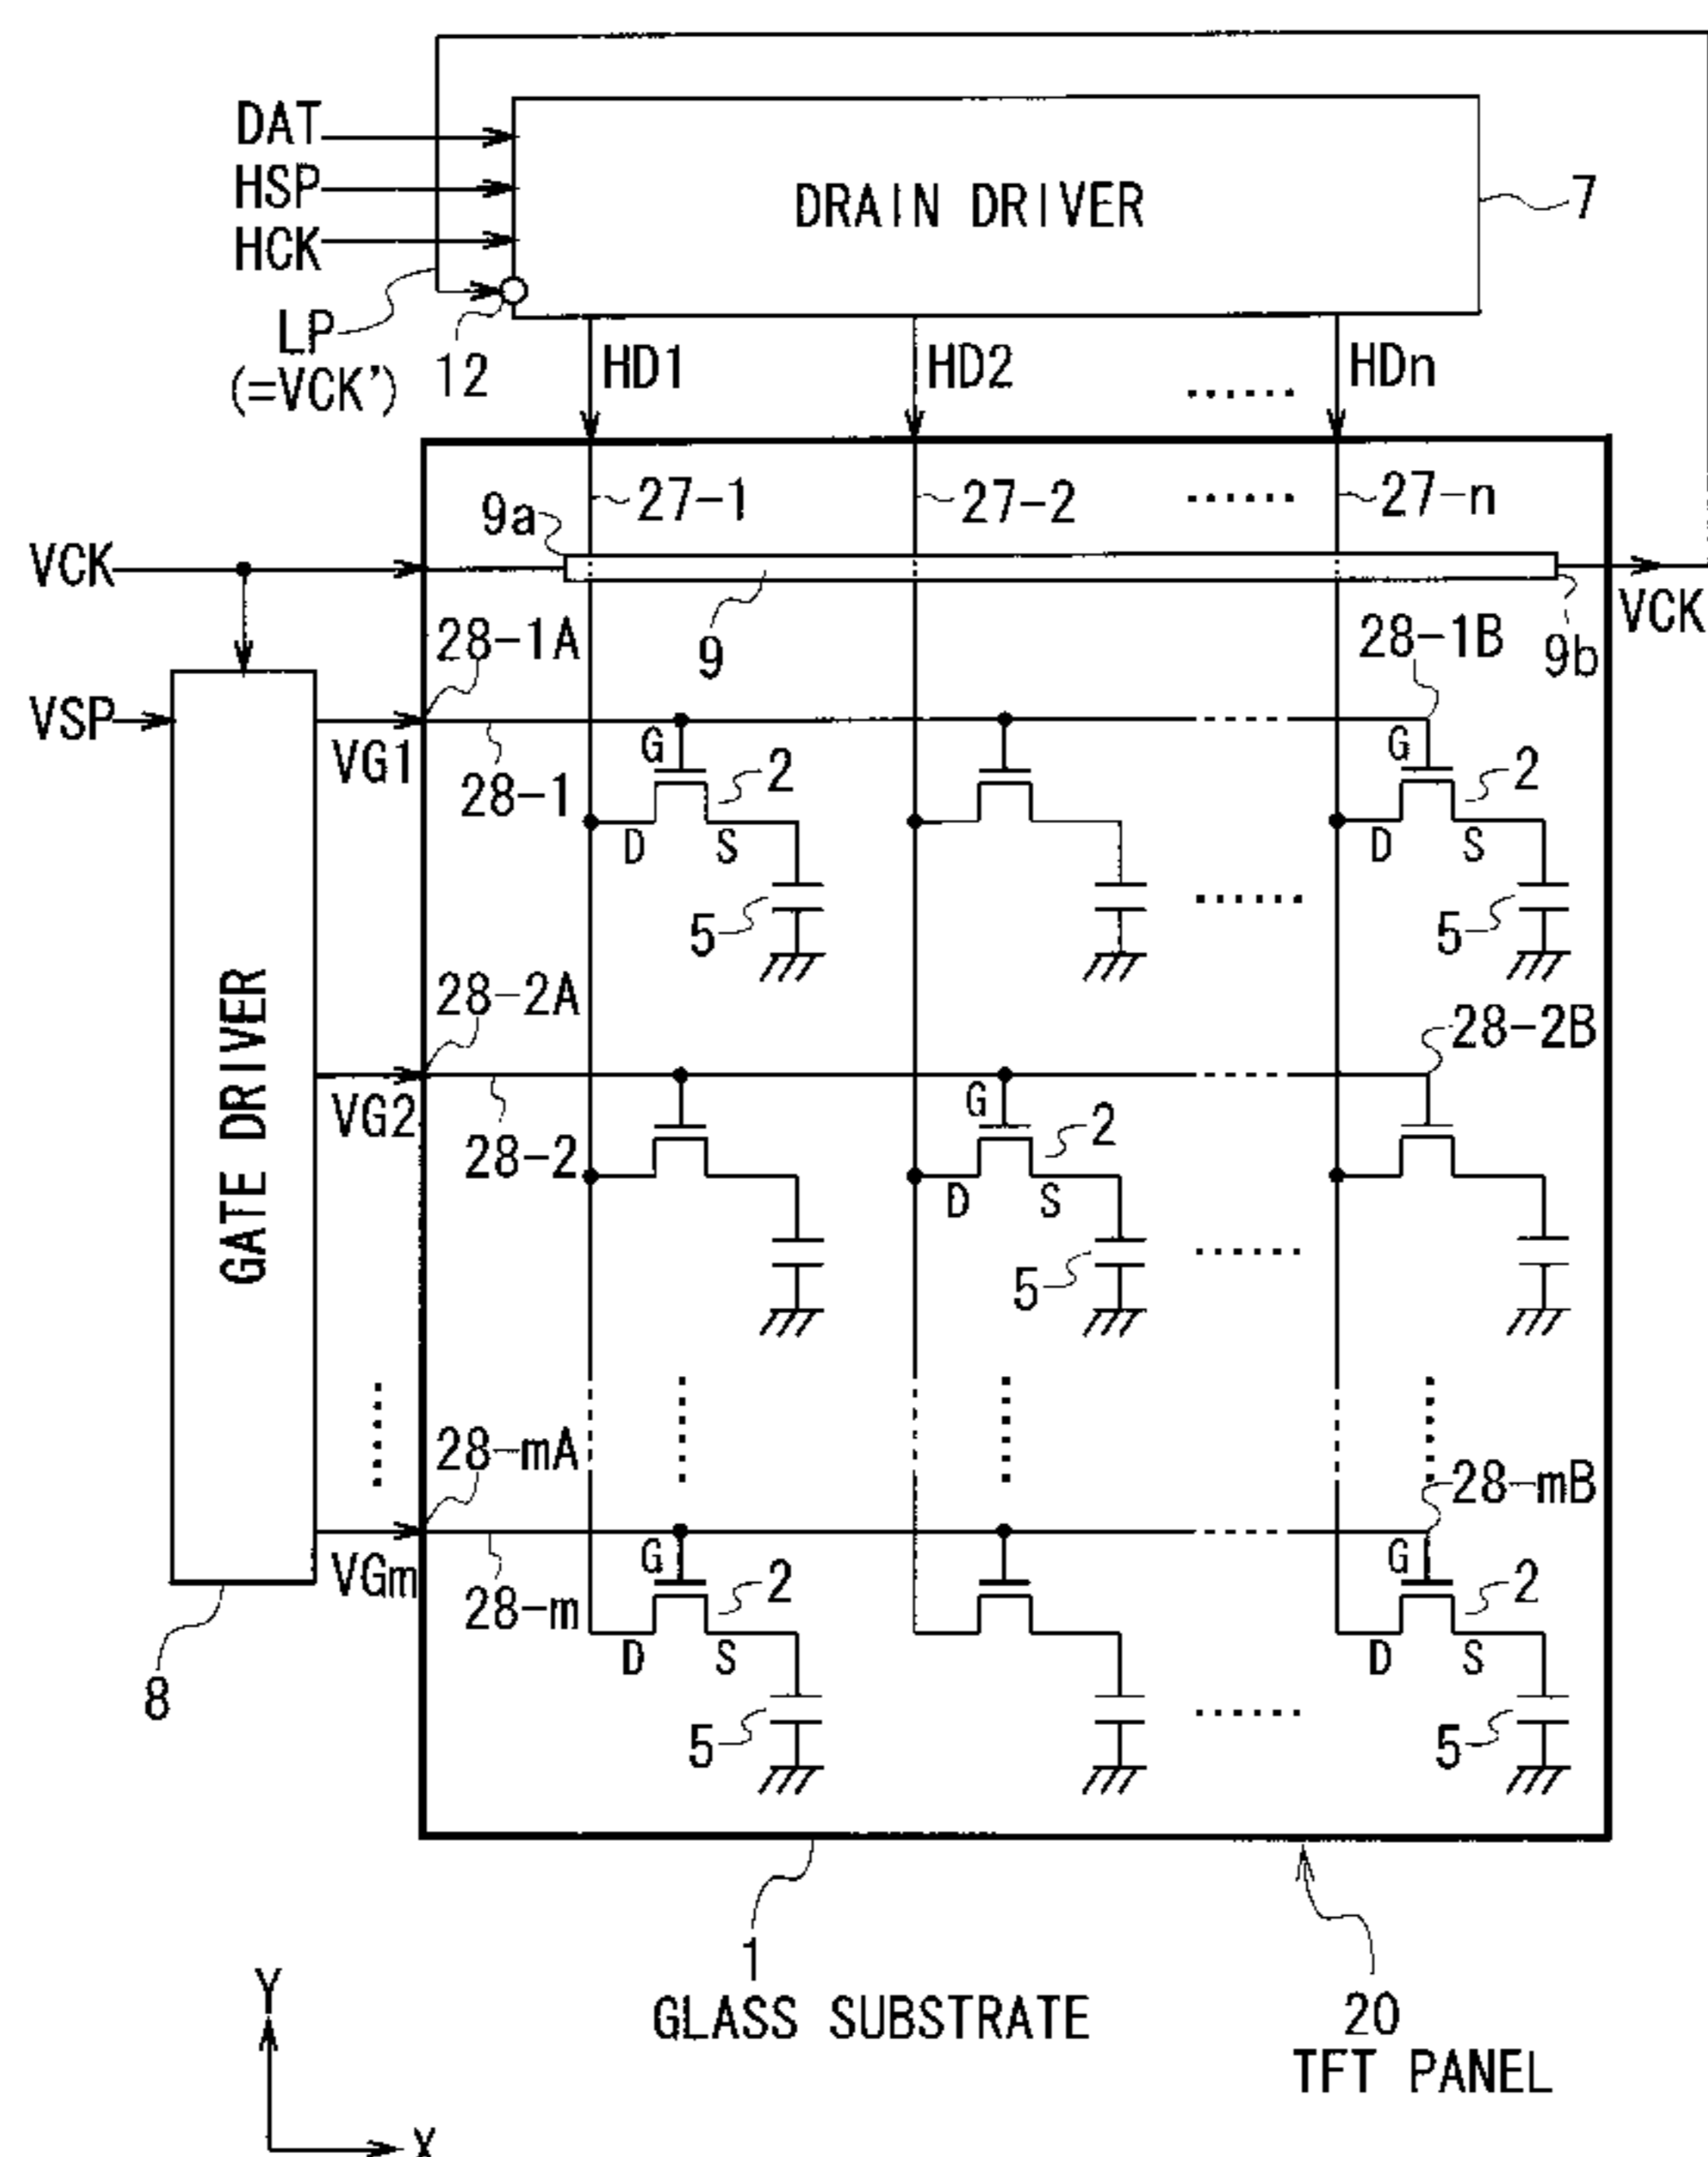 DAT
HSP
HCK
DRAIN DRIVER
7
LP
(=VCK')
12
HD1
HD2
......
HDn
27-1
27-2
......
27-n
9a
VCK
9
VCK
28-1A
28-1B
9b
VSP
VG1
28-1
G
2
G
2
D
S
D
S
5
......
5
28-2A
28-2B
GATE DRIVER
VG2
28-2
G
2
D
S
5
......
28-mA
28-mB
VGm
28-m
G
2
G
2
D
S
D
S
8
5
......
5
1
GLASS SUBSTRATE
20
TFT PANEL
Y
X